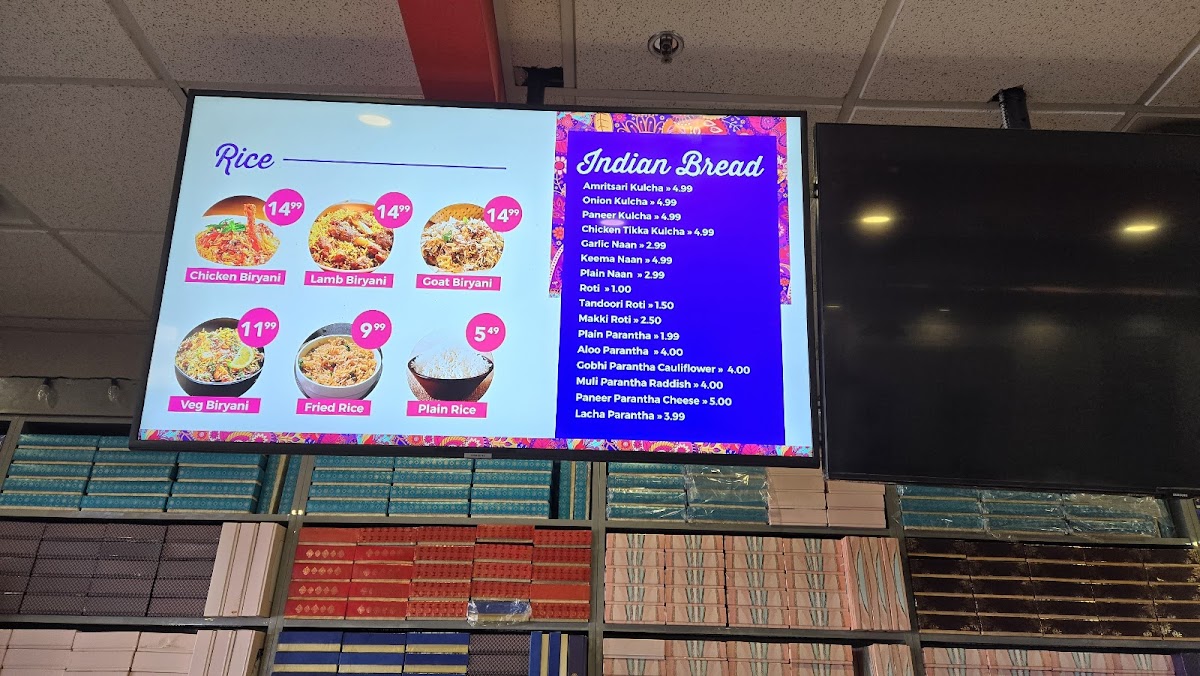 Rice
14 99
14 99
14 99
Chicken Biryani
Lamb Biryani
Goat Biryani
11 99
9 99
5 49
Veg Biryani
Fried Rice
Plain Rice
Indian Bread
Amritsari Kulcha » 4.99
Onion Kulcha » 4.99
Paneer Kulcha » 4.99
Chicken Tikka Kulcha » 4.99
Garlic Naan » 2.99
Keema Naan » 4.99
Plain Naan » 2.99
Roti » 1.00
Tandoori Roti » 1.50
Makki Roti » 2.50
Plain Parantha » 1.99
Aloo Parantha » 4.00
Gobhi Parantha Cauliflower » 4.00
Muli Parantha Raddish » 4.00
Paneer Parantha Cheese » 5.00
Lacha Parantha » 3.99
SAMSUNG